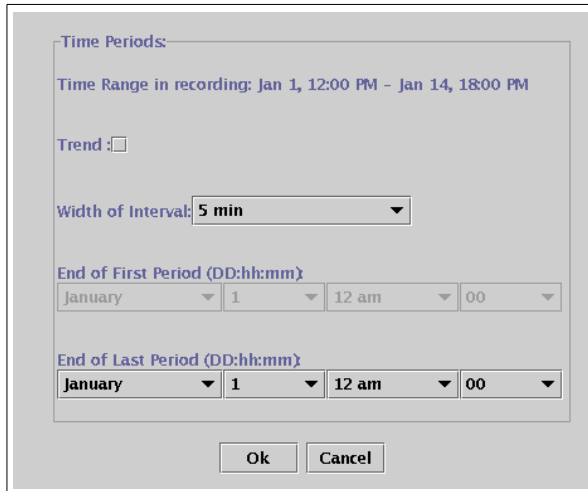 Time Periods:
Time Range in recording: Jan 1, 12:00 PM – Jan 14, 18:00 PM
Trend :
Width of Interval: 5 min
End of First Period (DD:hh:mm):
January 1 12 am 00
End of Last Period (DD:hh:mm):
January 1 12 am 00
Ok Cancel